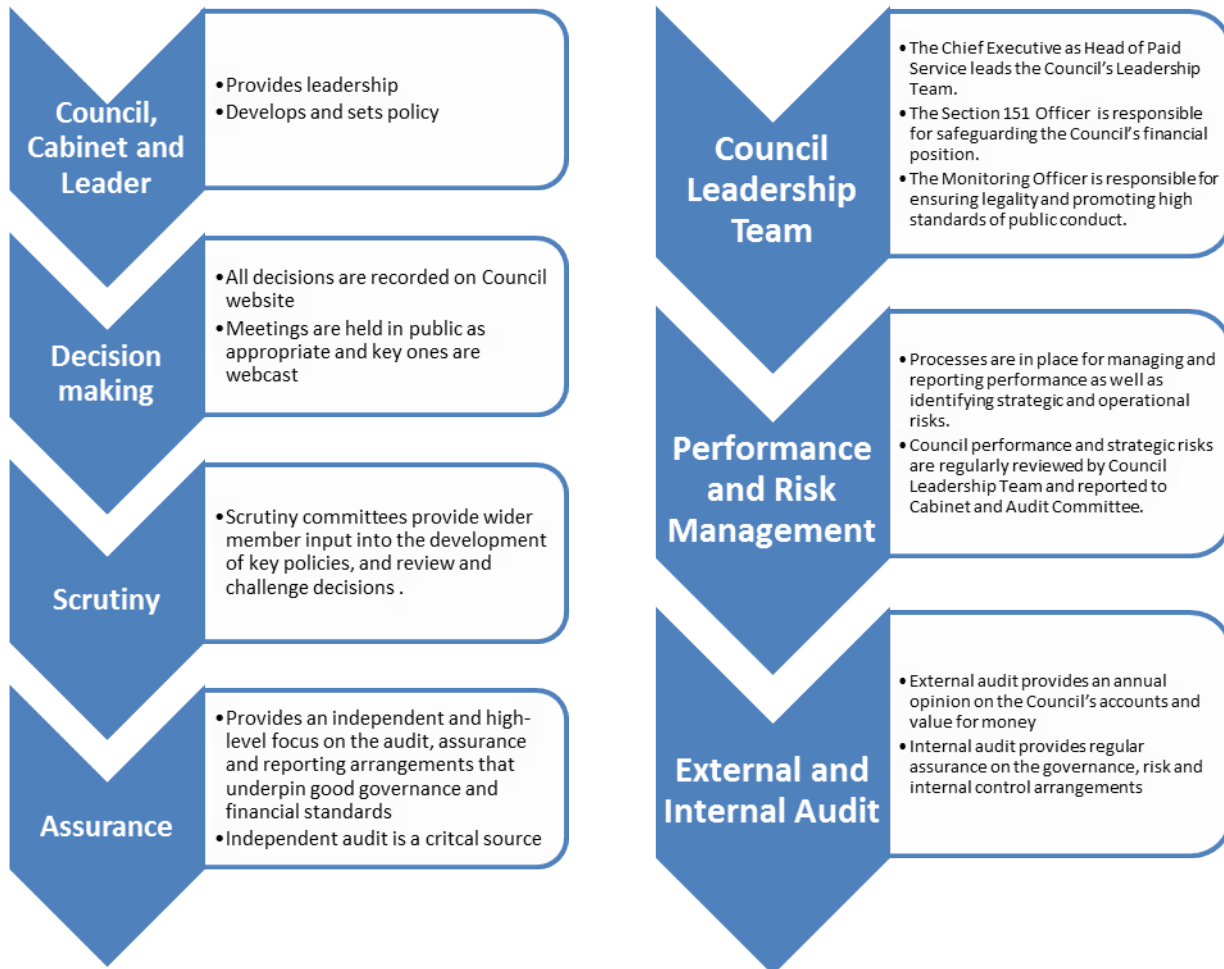 Council,
Cabinet and
Leader
•Provides leadership
•Develops and sets policy
Decision
making
•All decisions are recorded on Council
website
•Meetings are held in public as
appropriate and key ones are
webcast
Scrutiny
•Scrutiny committees provide wider
member input into the development
of key policies, and review and
challenge decisions .
Assurance
•Provides an independent and high-
level focus on the audit, assurance
and reporting arrangements that
underpin good governance and
financial standards
•Independent audit is a critcal source
Council
Leadership
Team
•The Chief Executive as Head of Paid
Service leads the Council's Leadership
Team.
•The Section 151 Officer is responsible
for safeguarding the Council's financial
position.
•The Monitoring Officer is responsible for
ensuring legality and promoting high
standards of public conduct.
Performance
and Risk
Management
•Processes are in place for managing and
reporting performance as well as
identifying strategic and operational
risks.
•Council performance and strategic risks
are regularly reviewed by Council
Leadership Team and reported to
Cabinet and Audit Committee.
External and
Internal Audit
•External audit provides an annual
opinion on the Council's accounts and
value for money
•Internal audit provides regular
assurance on the governance, risk and
internal control arrangements